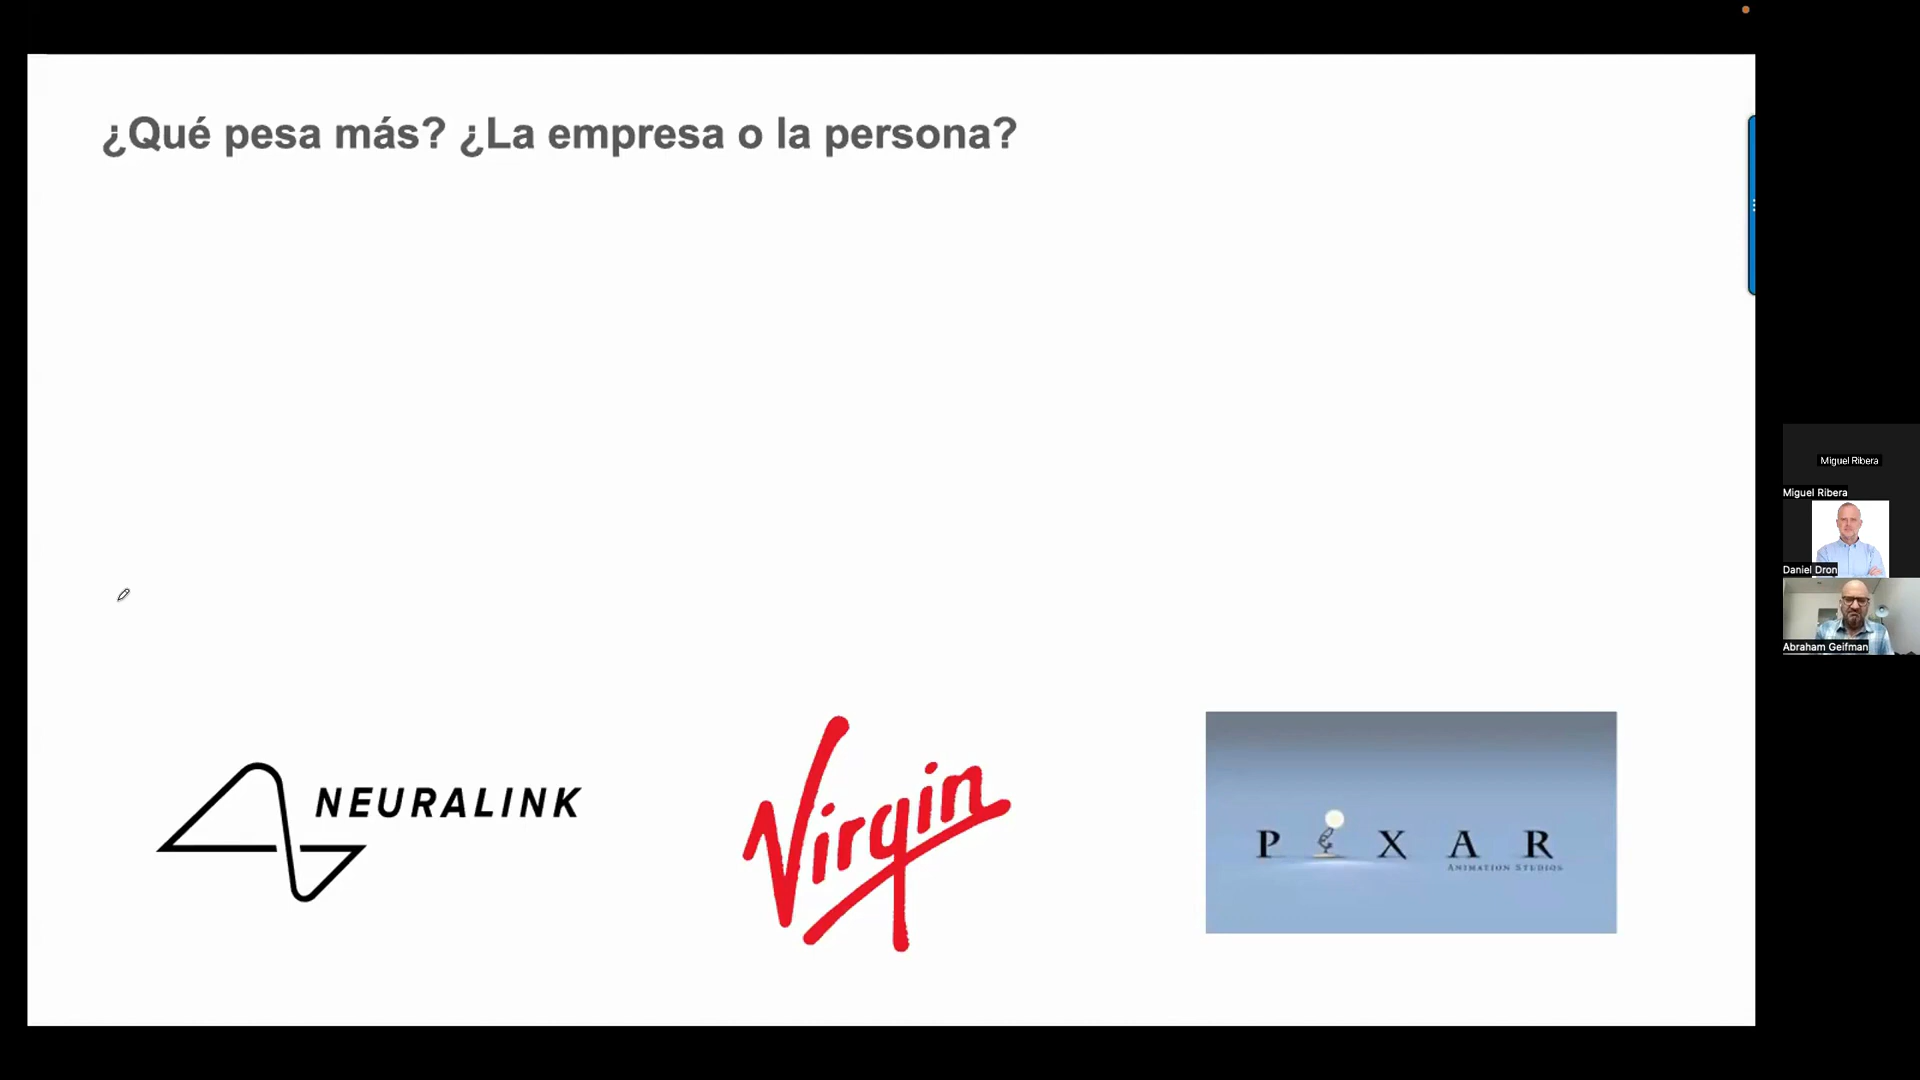 ¿Qué pesa más? ¿La empresa o la persona?
Miguel Ribera
Miguel Ribera
Daniel Dron
Abraham Geifman
NEURALINK
Virgin
PIXAR
ANIMATION STUDIOS